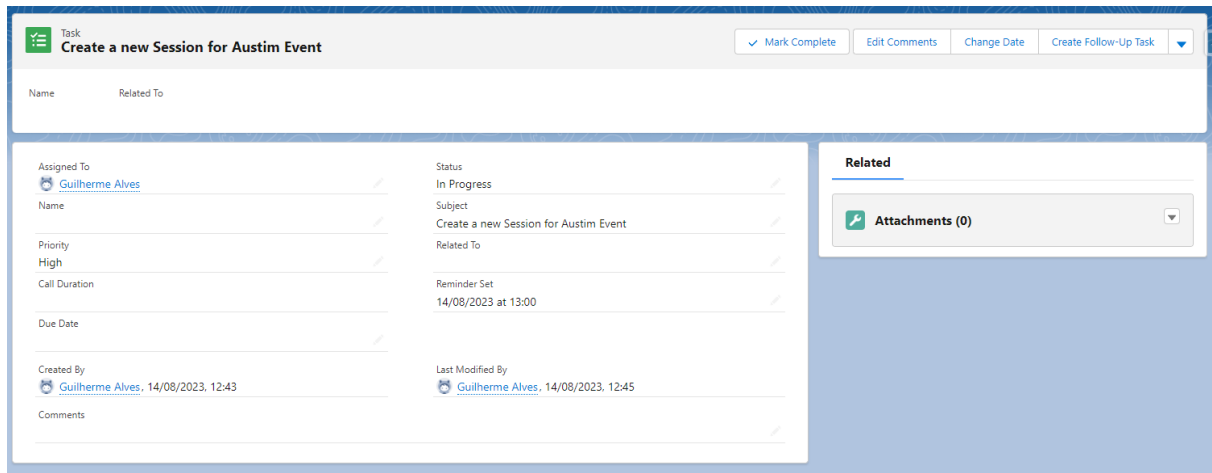 Task
Create a new Session for Austim Event
Mark Complete
Edit Comments
Change Date
Create Follow-Up Task
Name
Related To
Assigned To
Guilherme Alves
Status
In Progress
Name
Subject
Create a new Session for Austim Event
Priority
High
Related To
Call Duration
Reminder Set
14/08/2023 at 13:00
Due Date
Created By
Guilherme Alves, 14/08/2023, 12:43
Last Modified By
Guilherme Alves, 14/08/2023, 12:45
Comments
Related
Attachments (0)